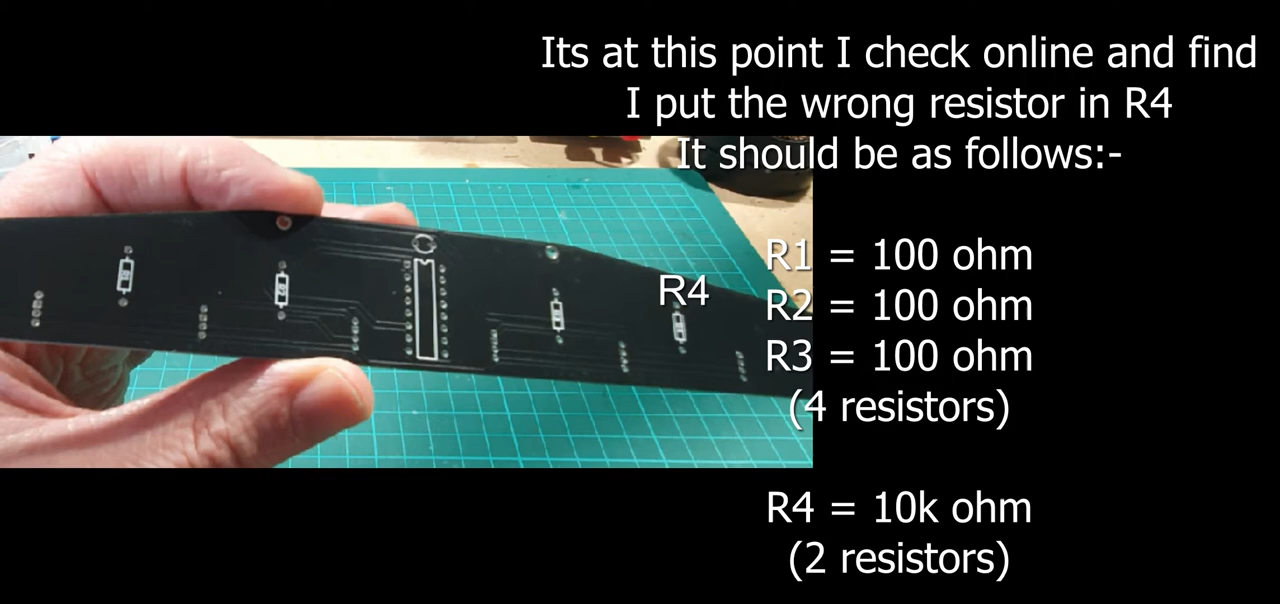 Its at this point I check online and find
I put the wrong resistor in R4
It should be as follows:-
R4
R1 = 100 ohm
R2 = 100 ohm
R3 = 100 ohm
(4 resistors)
R4 = 10k ohm
(2 resistors)